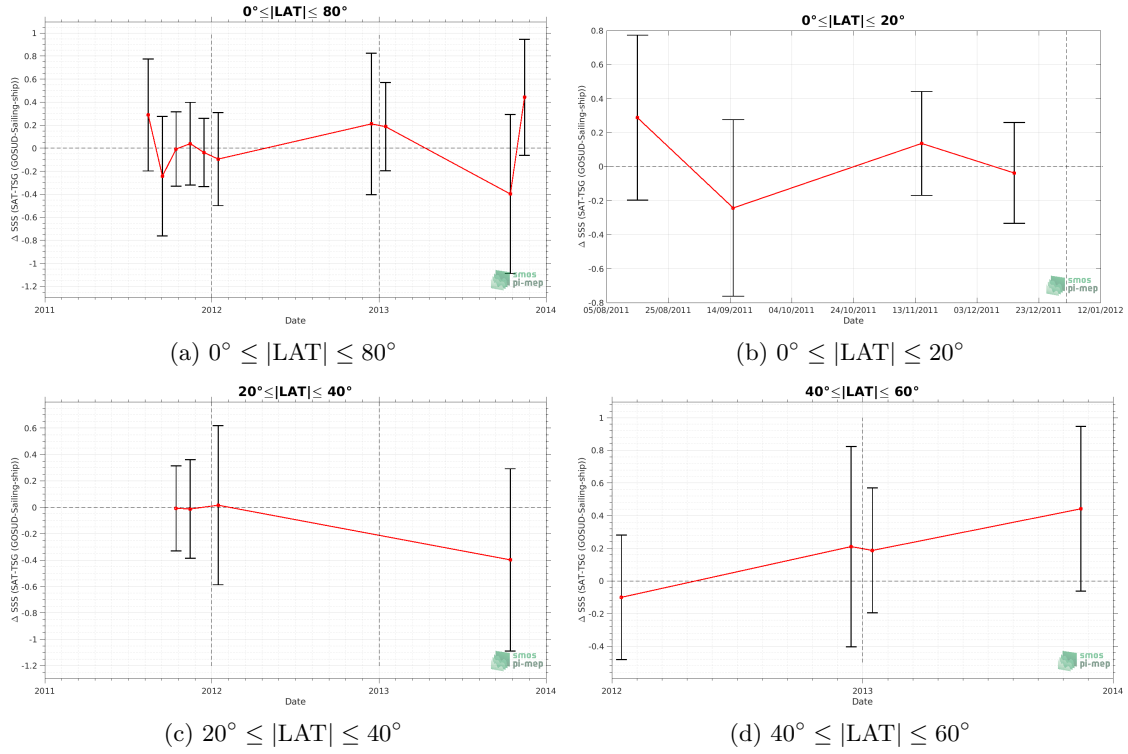 0°≤|LAT|≤ 80°
1
0.8
0.6
0.4
0.2
0
-0.2
-0.4
-0.6
-0.8
-1
-1.2
Δ SSS (SAT-TSG (GOSUD-Sailing-ship))
2011
2012
2013
2014
Date
smos
pi-mep
(a) 0° ≤ |LAT| ≤ 80°
0°≤|LAT|≤ 20°
0.8
0.6
0.4
0.2
0
-0.2
-0.4
-0.6
-0.8
Δ SSS (SAT-TSG (GOSUD-Sailing-ship))
05/08/2011
25/08/2011
14/09/2011
04/10/2011
24/10/2011
13/11/2011
03/12/2011
23/12/2011
12/01/2012
Date
smos
pi-mep
(b) 0° ≤ |LAT| ≤ 20°
20°≤|LAT|≤ 40°
0.6
0.4
0.2
0
-0.2
-0.4
-0.6
-0.8
-1
-1.2
Δ SSS (SAT-TSG (GOSUD-Sailing-ship))
2011
2012
2013
2014
Date
smos
pi-mep
(c) 20° ≤ |LAT| ≤ 40°
40°≤|LAT|≤ 60°
1
0.8
0.6
0.4
0.2
0
-0.2
-0.4
Δ SSS (SAT-TSG (GOSUD-Sailing-ship))
2012
2013
2014
Date
smos
pi-mep
(d) 40° ≤ |LAT| ≤ 60°